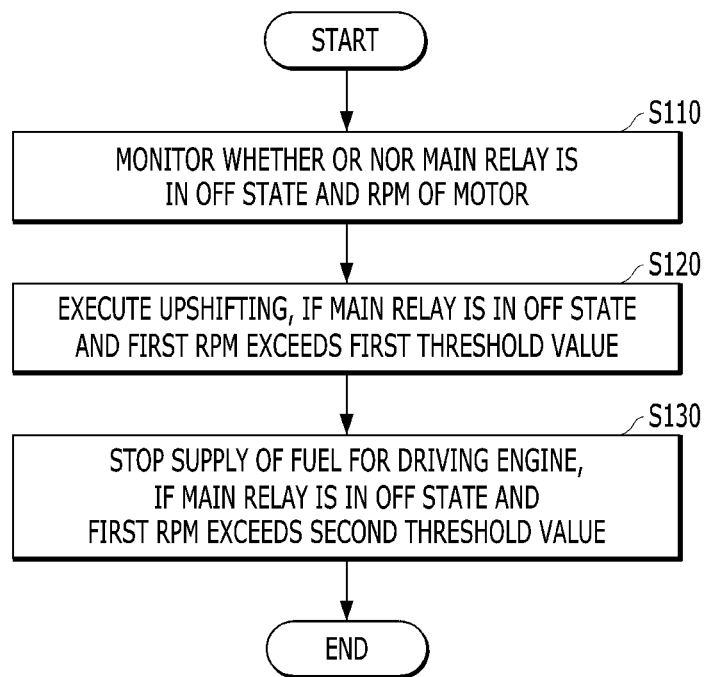 START
S110
MONITOR WHETHER OR NOR MAIN RELAY IS
IN OFF STATE AND RPM OF MOTOR
S120
EXECUTE UPSHIFTING, IF MAIN RELAY IS IN OFF STATE
AND FIRST RPM EXCEEDS FIRST THRESHOLD VALUE
S130
STOP SUPPLY OF FUEL FOR DRIVING ENGINE,
IF MAIN RELAY IS IN OFF STATE AND
FIRST RPM EXCEEDS SECOND THRESHOLD VALUE
END